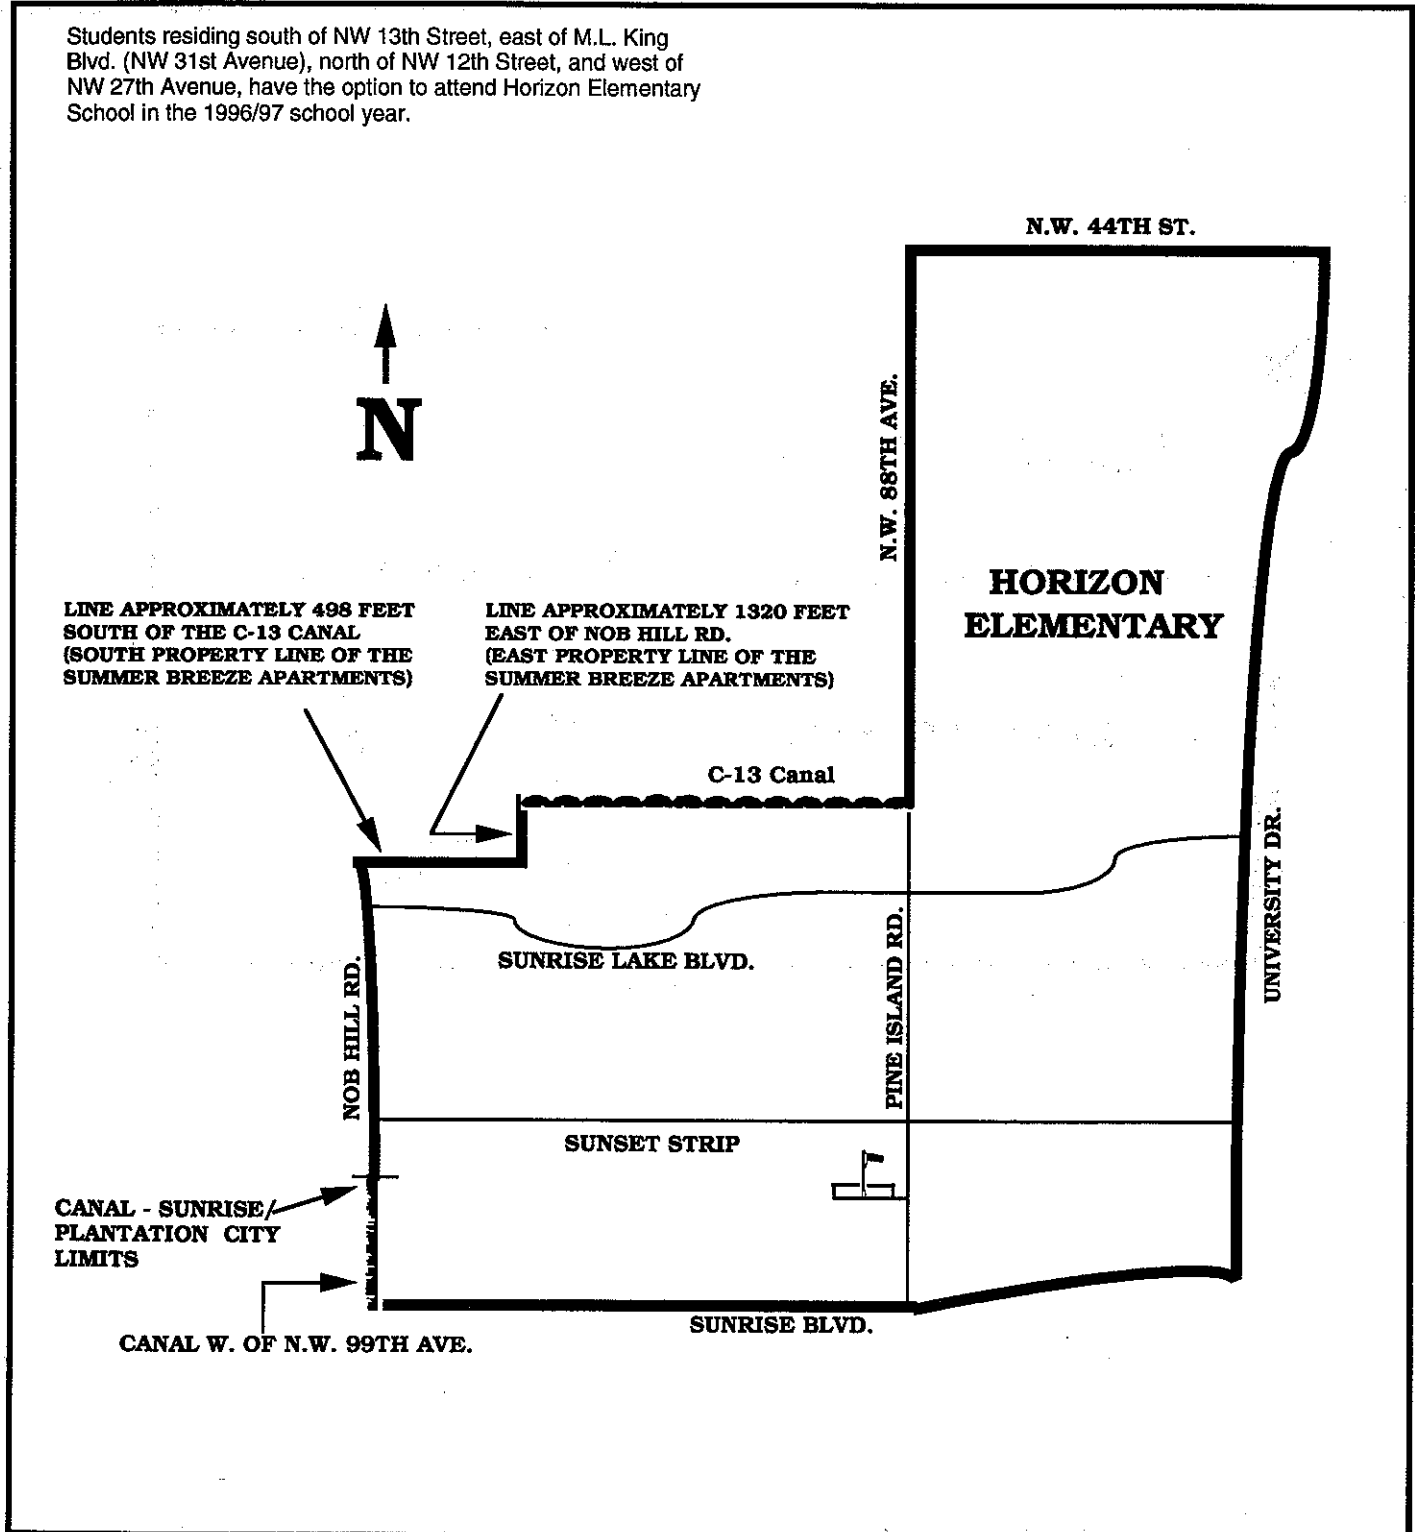 Students residing south of NW 13th Street, east of M.L. King
Blvd. (NW 31st Avenue), north of NW 12th Street, and west of
NW 27th Avenue, have the option to attend Horizon Elementary
School in the 1996/97 school year.
N.W. 44TH ST.
N
N.W. 88TH AVE.
HORIZON
ELEMENTARY
LINE APPROXIMATELY 498 FEET
SOUTH OF THE C-13 CANAL
(SOUTH PROPERTY LINE OF THE
SUMMER BREEZE APARTMENTS)
LINE APPROXIMATELY 1320 FEET
EAST OF NOB HILL RD.
(EAST PROPERTY LINE OF THE
SUMMER BREEZE APARTMENTS)
C-13 Canal
UNIVERSITY DR.
PINE ISLAND RD.
SUNRISE LAKE BLVD.
NOB HILL RD.
SUNSET STRIP
CANAL - SUNRISE/
PLANTATION CITY
LIMITS
CANAL W. OF N.W. 99TH AVE.
SUNRISE BLVD.